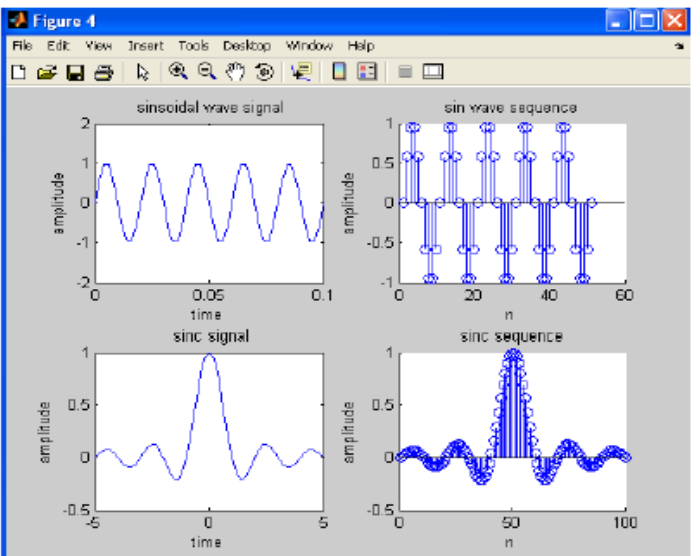 Figure 4
File Edit View Insert Tools Desktop Window Help
sinsoidal wave signal
2
1
0
-1
-2
amplitude
0 0.05 0.1
time
sin wave sequence
1
0.5
0
-0.5
-1
amplitude
0 20 40 60
n
sinc signal
1
0.5
0
-0.5
amplitude
-5 0 5
time
sinc sequence
1
0.5
0
-0.5
amplitude
0 50 100
n